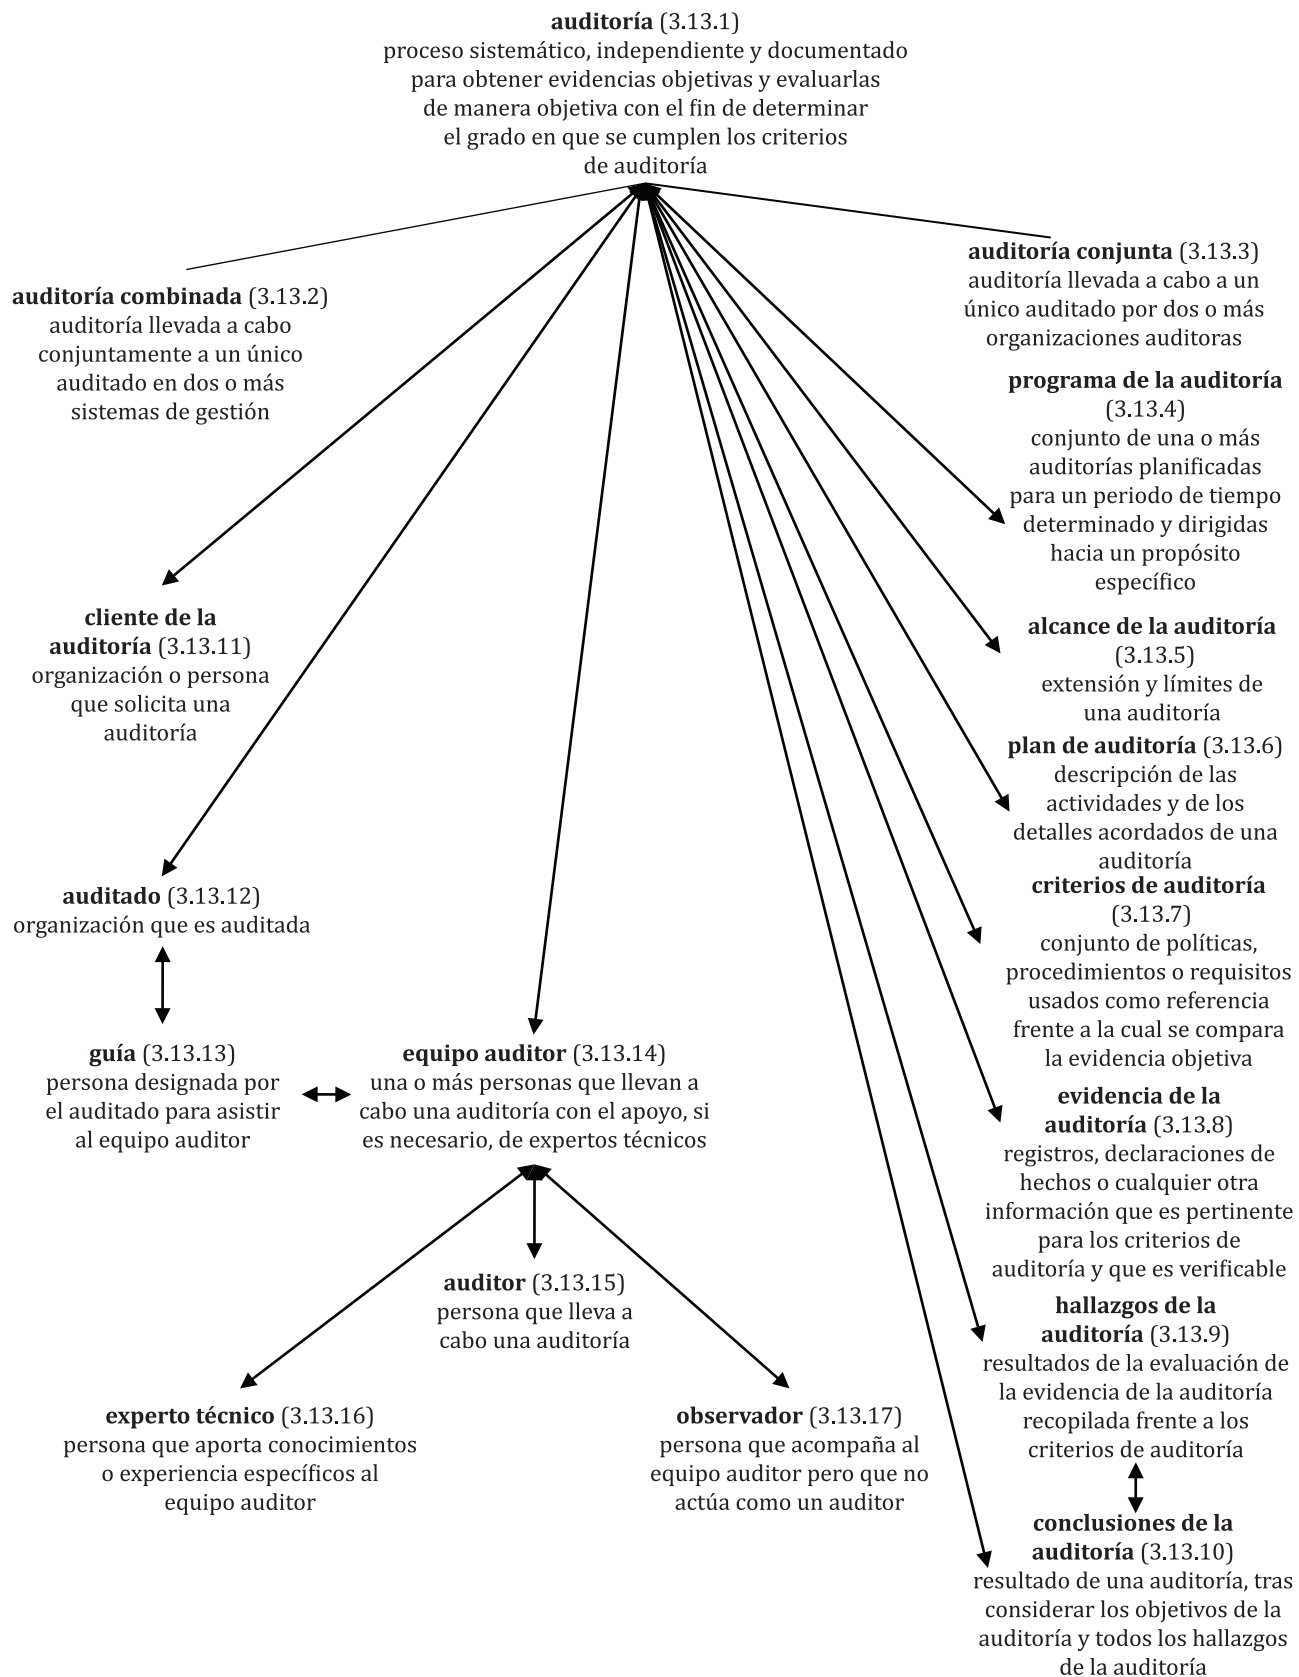 auditoría (3.13.1)
proceso sistemático, independiente y documentado
para obtener evidencias objetivas y evaluarlas
de manera objetiva con el fin de determinar
el grado en que se cumplen los criterios
de auditoría
auditoría combinada (3.13.2)
auditoría llevada a cabo
conjuntamente a un único
auditado en dos o más
sistemas de gestión
auditoría conjunta (3.13.3)
auditoría llevada a cabo a un
único auditado por dos o más
organizaciones auditoras
programa de la auditoría
(3.13.4)
conjunto de una o más
auditorías planificadas
para un periodo de tiempo
determinado y dirigidas
hacia un propósito
específico
alcance de la auditoría
(3.13.5)
extensión y límites de
una auditoría
plan de auditoría (3.13.6)
descripción de las
actividades y de los
detalles acordados de una
auditoría
criterios de auditoría
(3.13.7)
conjunto de políticas,
procedimientos o requisitos
usados como referencia
frente a la cual se compara
la evidencia objetiva
evidencia de la
auditoría (3.13.8)
registros, declaraciones de
hechos o cualquier otra
información que es pertinente
para los criterios de
auditoría y que es verificable
hallazgos de la
auditoría (3.13.9)
resultados de la evaluación de
la evidencia de la auditoría
recopilada frente a los
criterios de auditoría
conclusiones de la
auditoría (3.13.10)
resultado de una auditoría, tras
considerar los objetivos de la
auditoría y todos los hallazgos
de la auditoría
cliente de la
auditoría (3.13.11)
organización o persona
que solicita una
auditoría
auditado (3.13.12)
organización que es auditada
guía (3.13.13)
persona designada por
el auditado para asistir
al equipo auditor
equipo auditor (3.13.14)
una o más personas que llevan a
cabo una auditoría con el apoyo, si
es necesario, de expertos técnicos
auditor (3.13.15)
persona que lleva a
cabo una auditoría
experto técnico (3.13.16)
persona que aporta conocimientos
o experiencia específicos al
equipo auditor
observador (3.13.17)
persona que acompaña al
equipo auditor pero que no
actúa como un auditor